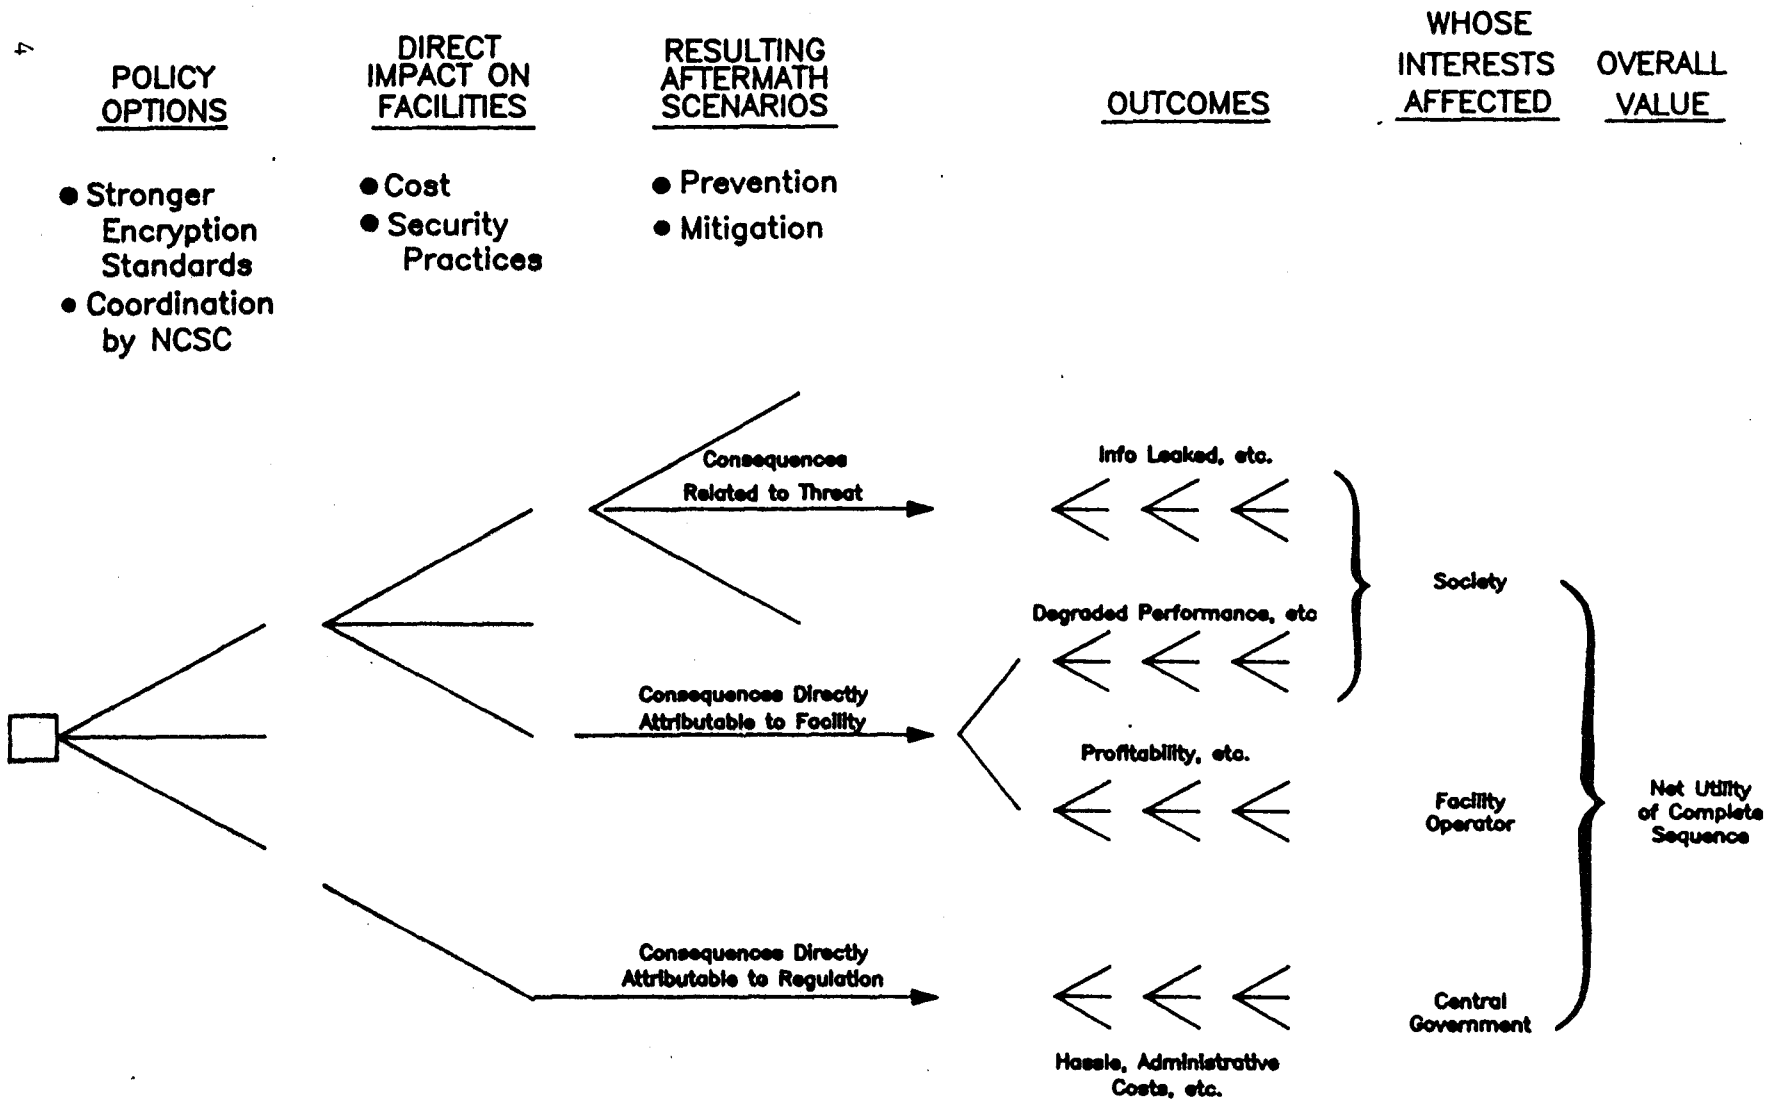 4
POLICY
OPTIONS
DIRECT
IMPACT ON
FACILITIES
RESULTING
AFTERMATH
SCENARIOS
OUTCOMES
WHOSE
INTERESTS
AFFECTED
OVERALL
VALUE
● Stronger
Encryption
Standards
● Coordination
by NCSC
● Cost
● Security
Practices
● Prevention
● Mitigation
Consequences
Related to Threat
Info Leaked, etc.
Degraded Performance, etc
Society
Consequences Directly
Attributable to Facility
Profitability, etc.
Facility
Operator
Net Utility
of Complete
Sequence
Consequences Directly
Attributable to Regulation
Central
Government
Hassle, Administrative
Costs, etc.